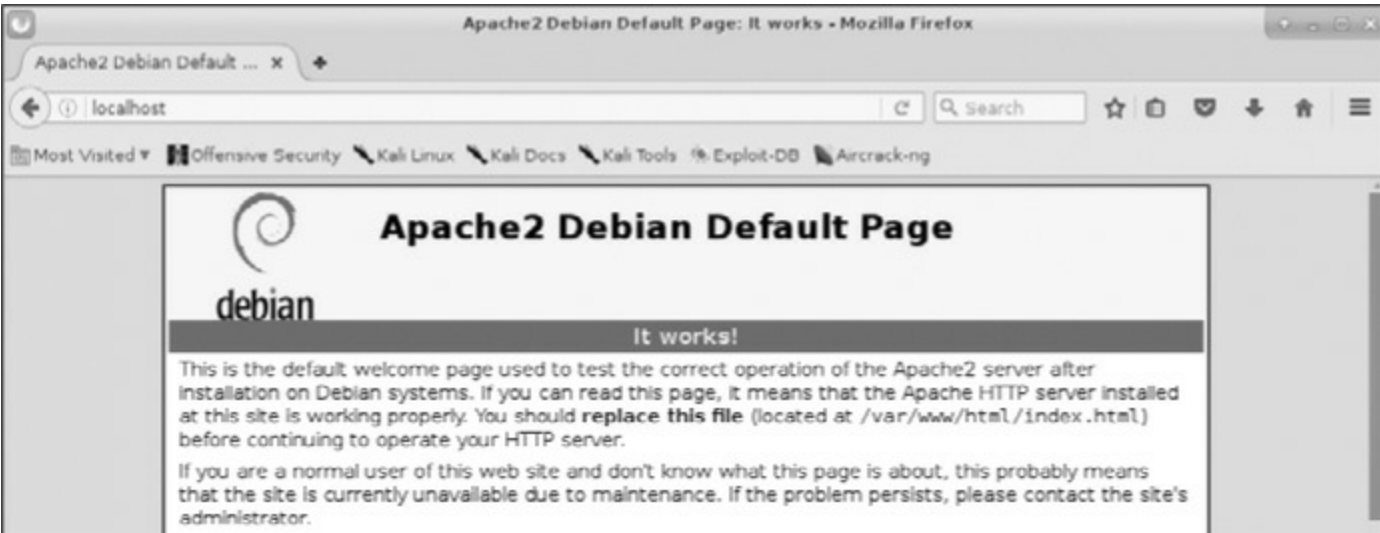 Apache2 Debian Default Page: It works - Mozilla Firefox
Apache2 Debian Default ...
localhost
Search
Most Visited Offensive Security Kali Linux Kali Docs Kali Tools Exploit-DB Aircrack-ng
Apache2 Debian Default Page
debian
It works!
This is the default welcome page used to test the correct operation of the Apache2 server after
installation on Debian systems. If you can read this page, it means that the Apache HTTP server installed
at this site is working properly. You should replace this file (located at /var/www/html/index.html)
before continuing to operate your HTTP server.
If you are a normal user of this web site and don't know what this page is about, this probably means
that the site is currently unavailable due to maintenance. If the problem persists, please contact the site's
administrator.